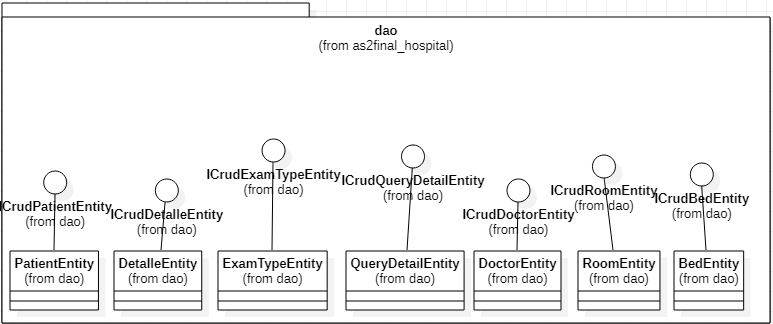 dao
(from as2final_hospital)
ICrudPatientEntity
(from dao)
ICrudDetalleEntity
(from dao)
ICrudExamTypeEntity
(from dao)
ICrudQueryDetailEntity
(from dao)
ICrudDoctorEntity
(from dao)
ICrudRoomEntity
(from dao)
ICrudBedEntity
(from dao)
PatientEntity
(from dao)
DetalleEntity
(from dao)
ExamTypeEntity
(from dao)
QueryDetailEntity
(from dao)
DoctorEntity
(from dao)
RoomEntity
(from dao)
BedEntity
(from dao)